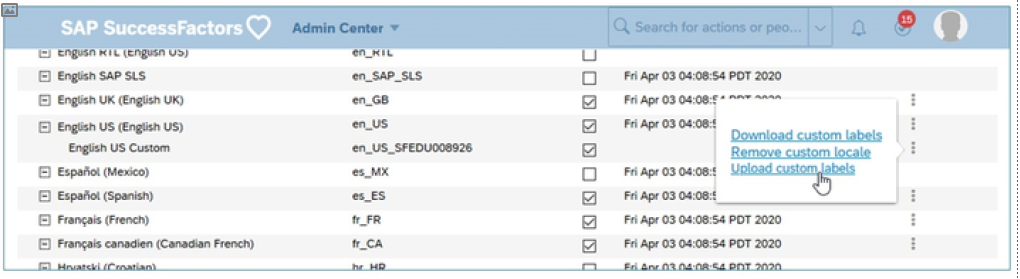 SAP SuccessFactors Admin Center Search for actions or peo... 15
English RTL (English US) en_RTL
English SAP SLS en_SAP_SLS Fri Apr 03 04:08:54 PDT 2020
English UK (English UK) en_GB Fri Apr 03 04:08:54 PDT 2020
English US (English US) en_US Fri Apr 03 04:08:5
Download custom labels
English US Custom en_US_SFEDU008926
Remove custom locale
Upload custom labels
Español (Mexico) es_MX Fri Apr 03 04:08:5
Español (Spanish) es_ES Fri Apr 03 04:08:5
Français (French) fr_FR Fri Apr 03 04:08:54 PDT 2020
Français canadien (Canadian French) fr_CA Fri Apr 03 04:08:54 PDT 2020
Hrvatski (Croatian) hr_HR Fri Apr 03 04:08:54 PDT 2020